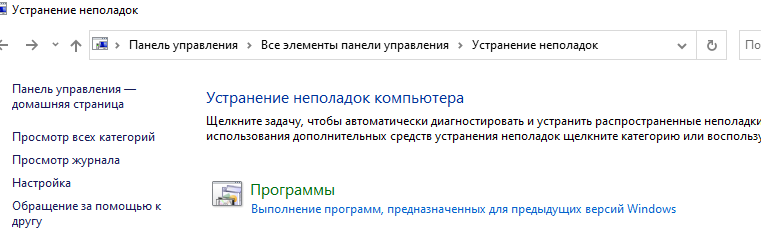 Устранение неполадок
Панель управления > Все элементы панели управления > Устранение неполадок
Панель управления —
домашняя страница
Просмотр всех категорий
Просмотр журнала
Настройка
Обращение за помощью к
другу
Устранение неполадок компьютера
Щелкните задачу, чтобы автоматически диагностировать и устранить распространенные неполадки
использования дополнительных средств устранения неполадок щелкните категорию или воспользу
Программы
Выполнение программ, предназначенных для предыдущих версий Windows